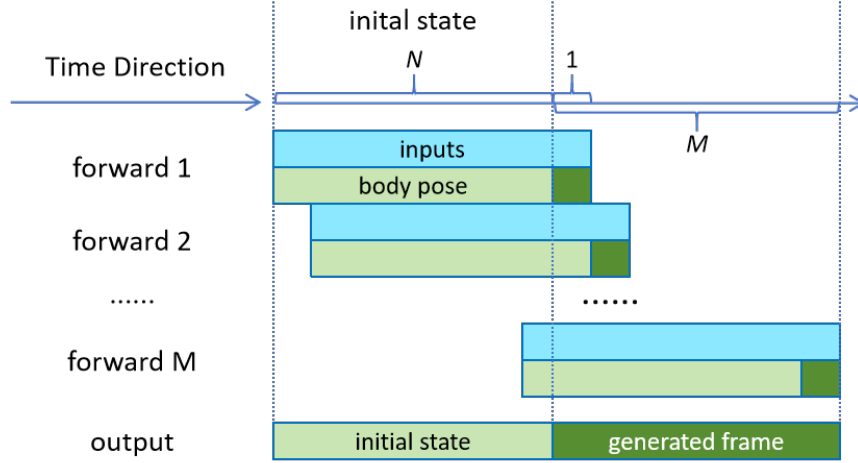 inital state
Time Direction
N
1
M
forward 1
inputs
body pose
forward 2
......
......
forward M
output
initial state
generated frame